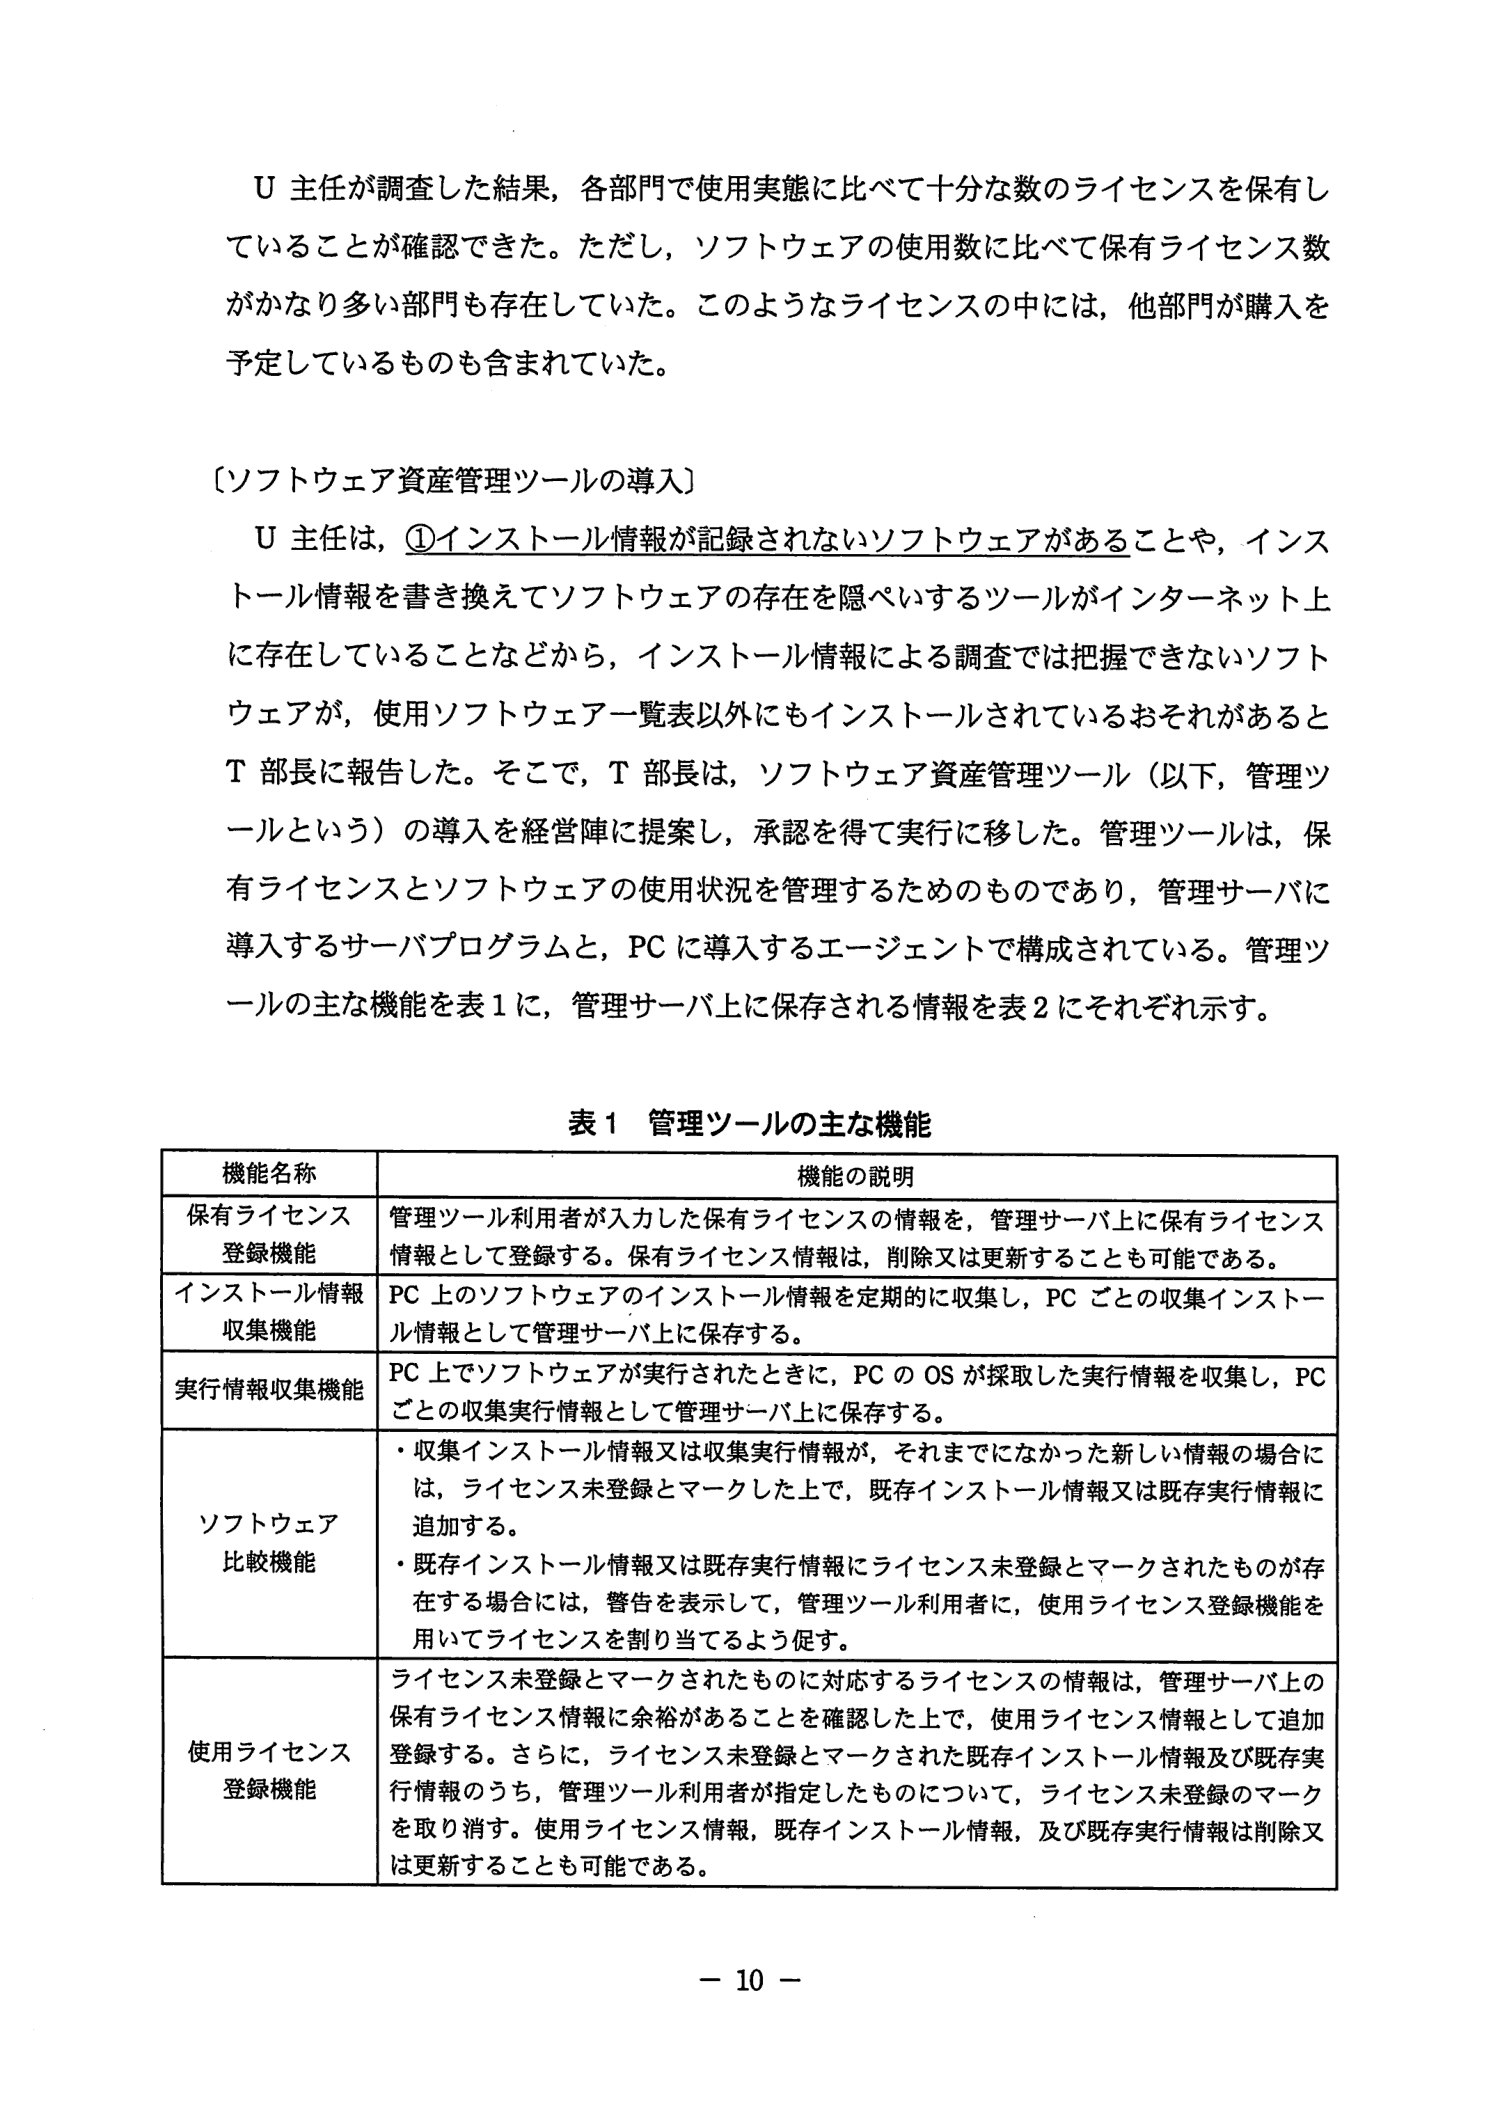 U 主任が調査した結果，各部門で使用実態に比べて十分な数のライセンスを保有し
ていることが確認できた。ただし，ソフトウェアの使用数に比べて保有ライセンス数
がかなり多い部門も存在していた。このようなライセンスの中には，他部門が購入を
予定しているものも含まれていた。
〔ソフトウェア資産管理ツールの導入〕
U 主任は，①インストール情報が記録されないソフトウェアがあることや，インス
トール情報を書き換えてソフトウェアの存在を隠ぺいするツールがインターネット上
に存在していることなどから，インストール情報による調査では把握できないソフト
ウェアが，使用ソフトウェア一覧表以外にもインストールされているおそれがあると
T 部長に報告した。そこで，T 部長は，ソフトウェア資産管理ツール（以下，管理ツ
ールという）の導入を経営陣に提案し，承認を得て実行に移した。管理ツールは，保
有ライセンスとソフトウェアの使用状況を管理するためのものであり，管理サーバに
導入するサーバプログラムと，PC に導入するエージェントで構成されている。管理ツ
ールの主な機能を表1に，管理サーバ上に保存される情報を表2にそれぞれ示す。
表1 管理ツールの主な機能
機能名称
機能の説明
保有ライセンス
登録機能
管理ツール利用者が入力した保有ライセンスの情報を，管理サーバ上に保有ライセンス
情報として登録する。保有ライセンス情報は，削除又は更新することも可能である。
インストール情報
収集機能
PC 上のソフトウェアのインストール情報を定期的に収集し，PC ごとの収集インストー
ル情報として管理サーバ上に保存する。
実行情報収集機能
PC 上でソフトウェアが実行されたときに，PC の OS が採取した実行情報を収集し，PC
ごとの収集実行情報として管理サーバ上に保存する。
ソフトウェア
比較機能
・収集インストール情報又は収集実行情報が，それまでになかった新しい情報の場合に
は，ライセンス未登録とマークした上で，既存インストール情報又は既存実行情報に
追加する。
・既存インストール情報又は既存実行情報にライセンス未登録とマークされたものが存
在する場合には，警告を表示して，管理ツール利用者に，使用ライセンス登録機能を
用いてライセンスを割り当てるよう促す。
使用ライセンス
登録機能
ライセンス未登録とマークされたものに対応するライセンスの情報は，管理サーバ上の
保有ライセンス情報に余裕があることを確認した上で，使用ライセンス情報として追加
登録する。さらに，ライセンス未登録とマークされた既存インストール情報及び既存実
行情報のうち，管理ツール利用者が指定したものについて，ライセンス未登録のマーク
を取り消す。使用ライセンス情報，既存インストール情報，及び既存実行情報は削除又
は更新することも可能である。
－ 10 －